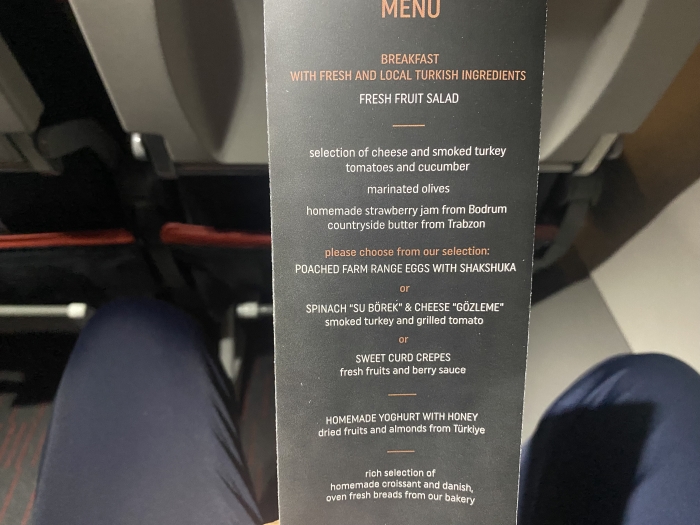 MENU
BREAKFAST
WITH FRESH AND LOCAL TURKISH INGREDIENTS
FRESH FRUIT SALAD
selection of cheese and smoked turkey
tomatoes and cucumber
marinated olives
homemade strawberry jam from Bodrum
countryside butter from Trabzon
please choose from our selection:
POACHED FARM RANGE EGGS WITH SHAKSHUKA
or
SPINACH "SU BÖREK" & CHEESE "GÖZLEME"
smoked turkey and grilled tomato
or
SWEET CURD CREPES
fresh fruits and berry sauce
HOMEMADE YOGHURT WITH HONEY
dried fruits and almonds from Türkiye
rich selection of
homemade croissant and danish,
oven fresh breads from our bakery